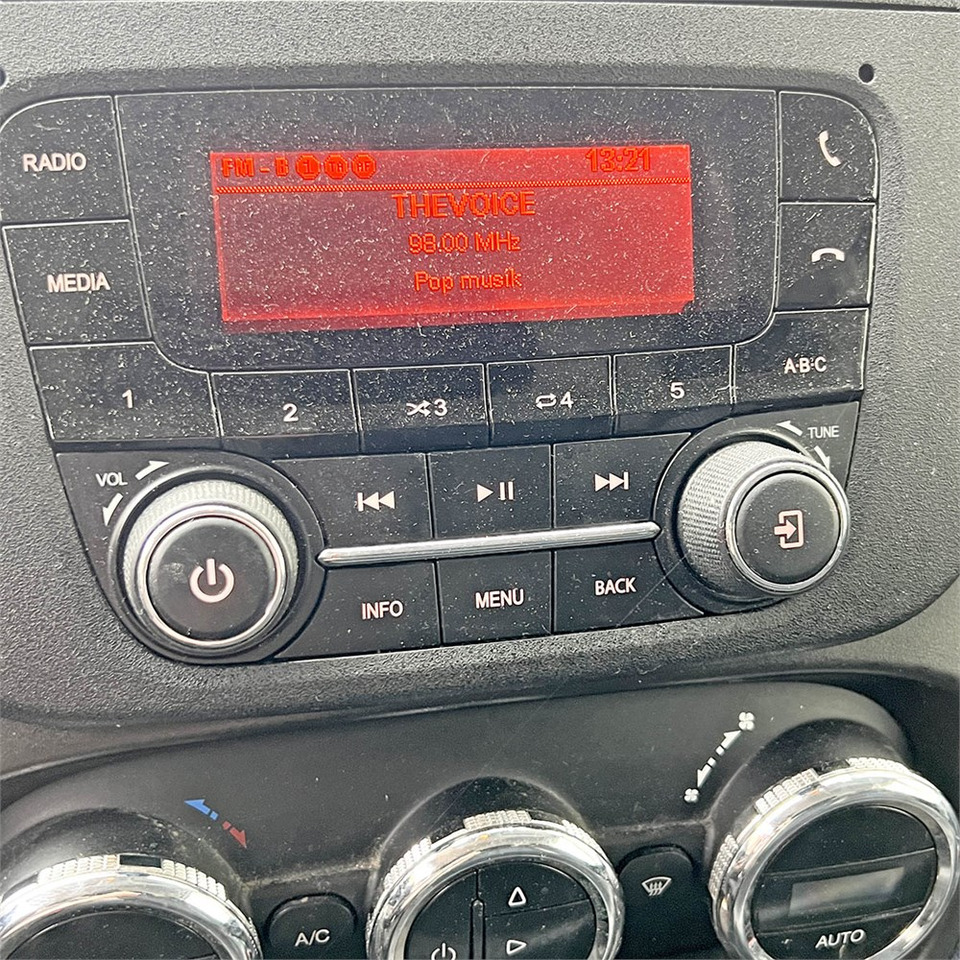 RADIO
FM - B
13:21
THEVOICE
98.00 MHz
MEDIA
Pop musik
1
2
3
4
5
A·B·C
VOL
TUNE
INFO
MENU
BACK
A/C
AUTO